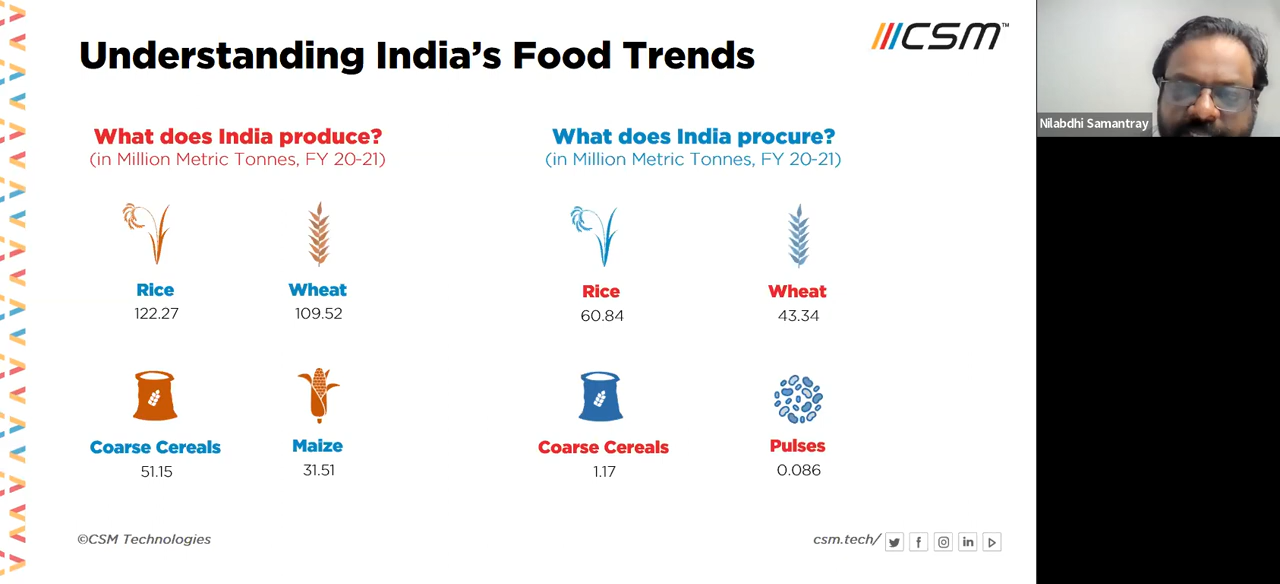 CSM™
Understanding India's Food Trends
What does India produce?
(in Million Metric Tonnes, FY 20-21)
Rice
122.27
Wheat
109.52
Coarse Cereals
51.15
Maize
31.51
What does India procure?
(in Million Metric Tonnes, FY 20-21)
Rice
60.84
Wheat
43.34
Coarse Cereals
1.17
Pulses
0.086
©CSM Technologies
csm.tech/
Nilabdhi Samantray